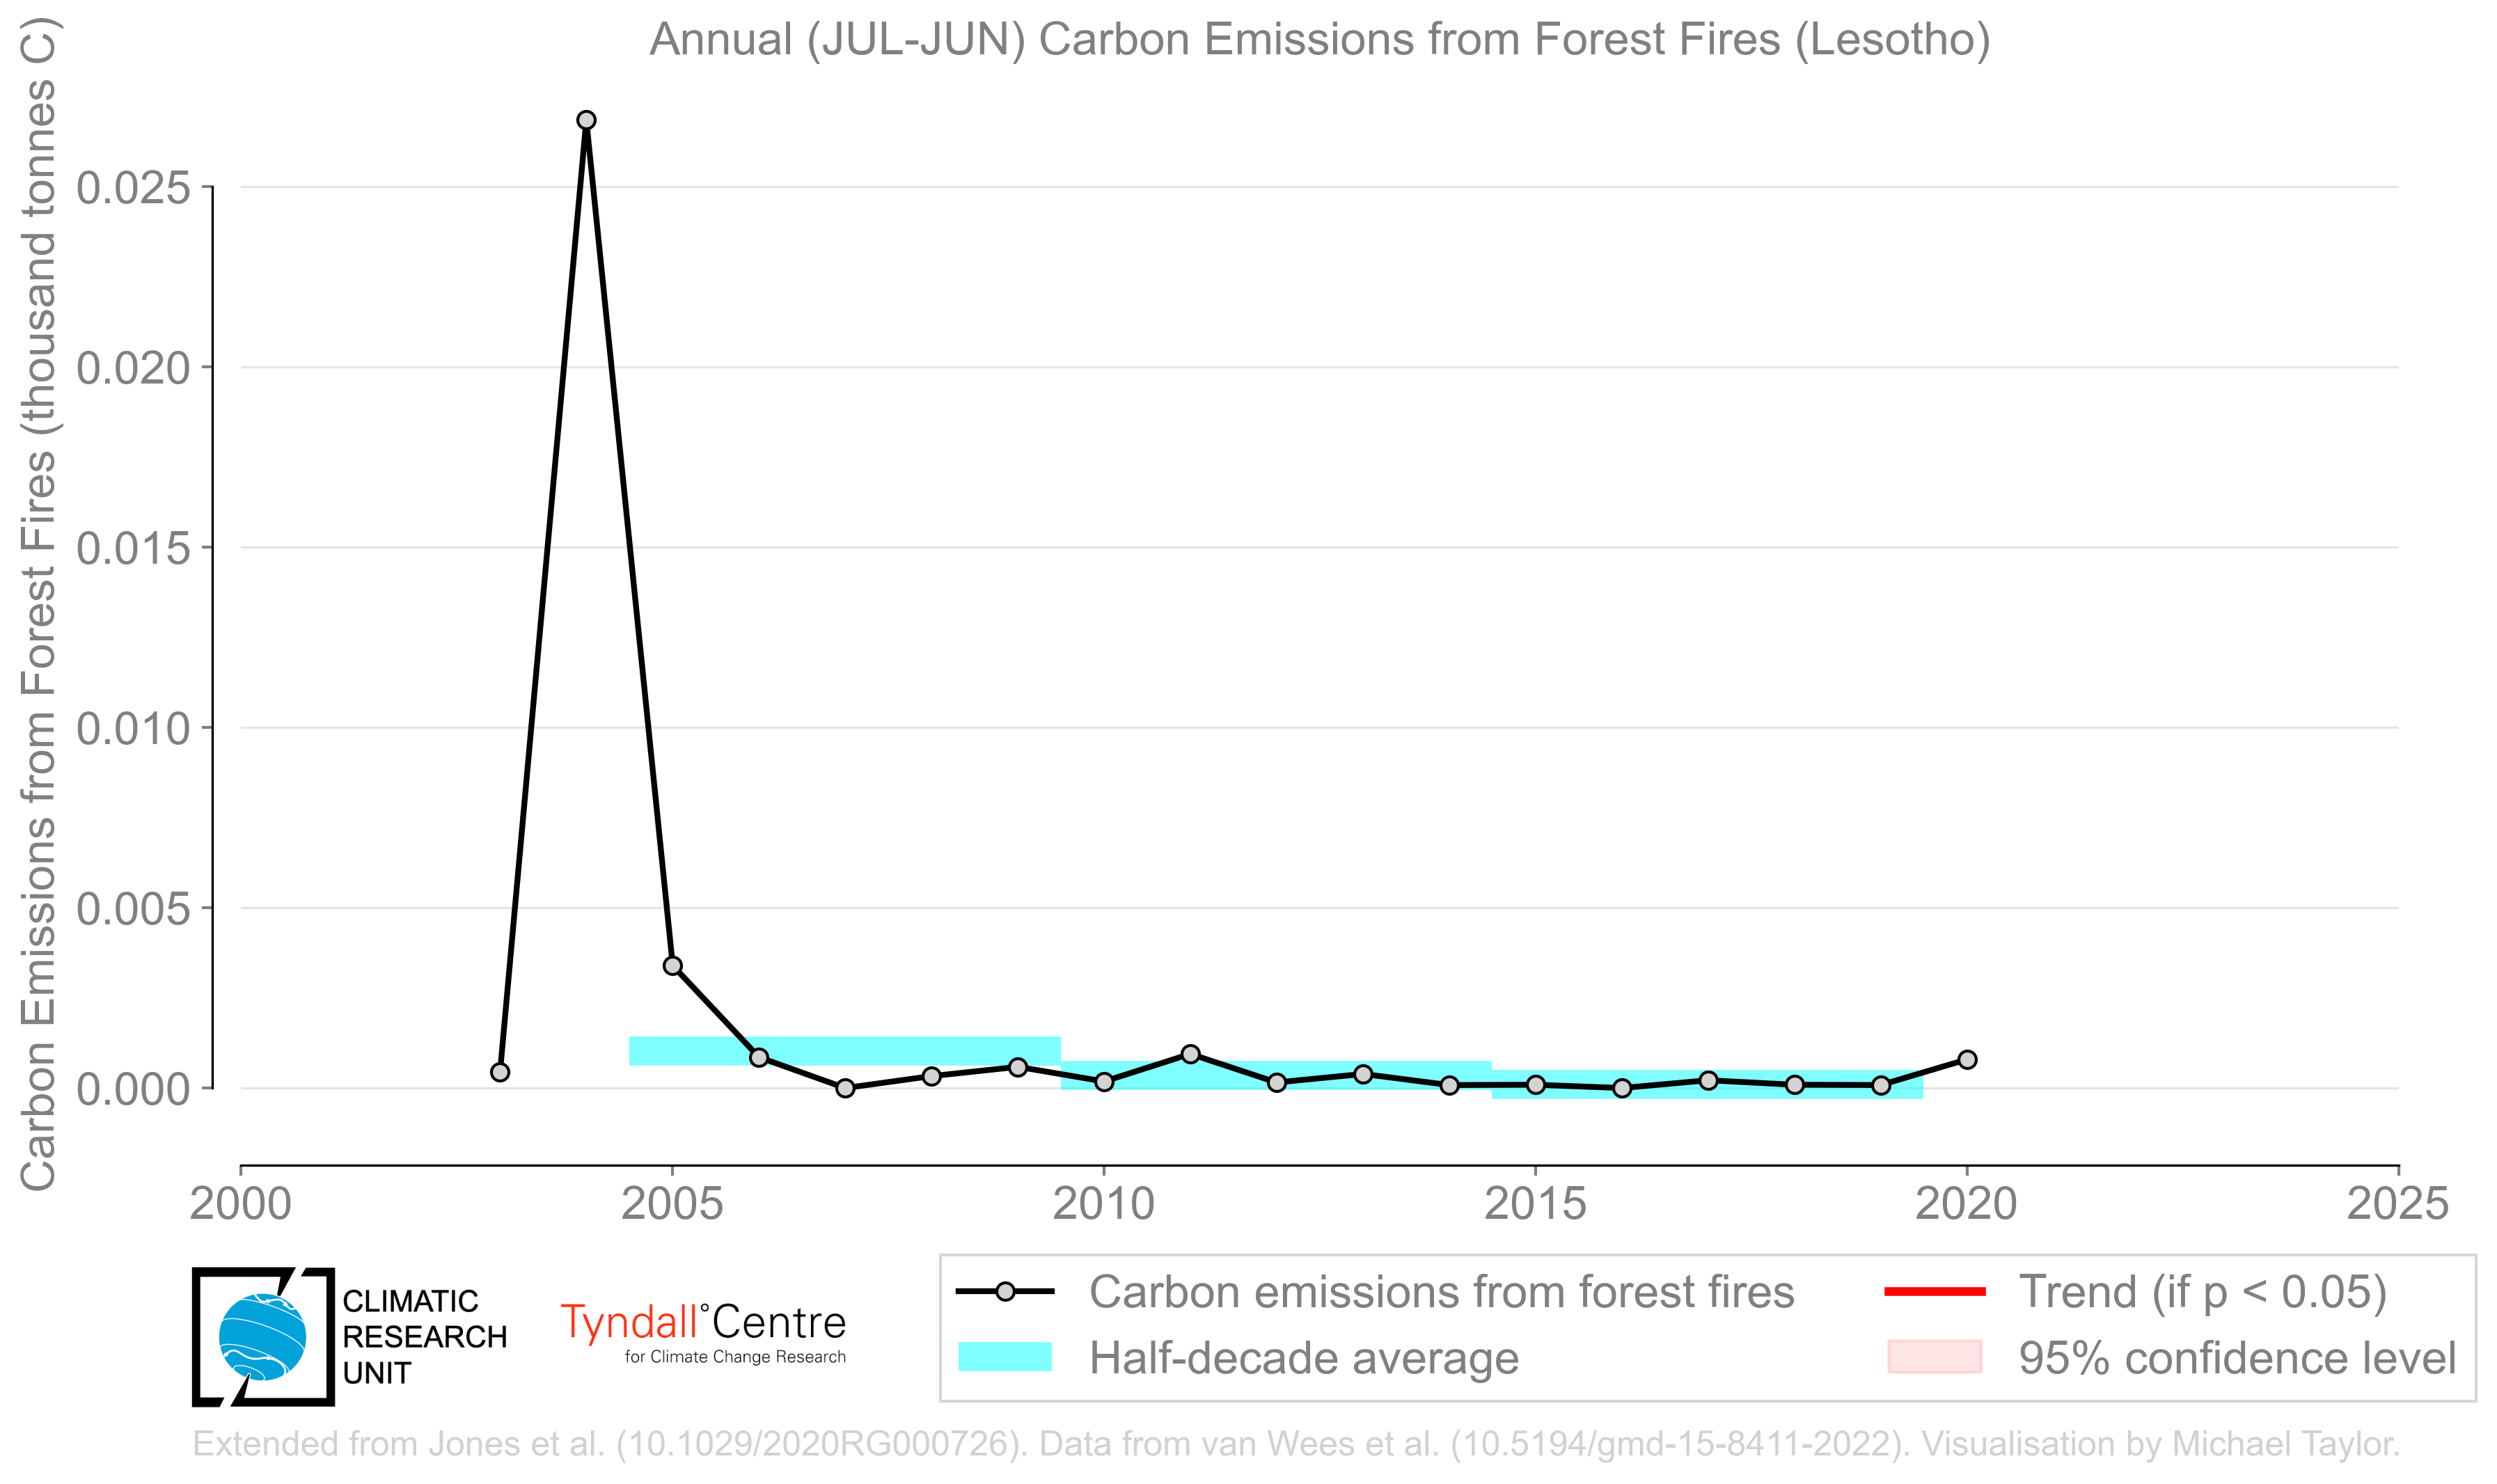 Annual (JUL-JUN) Carbon Emissions from Forest Fires (Lesotho)
Carbon Emissions from Forest Fires (thousand tonnes C)
0.025
0.020
0.015
0.010
0.005
0.000
2000
2005
2010
2015
2020
2025
CLIMATIC
RESEARCH
UNIT
Tyndall°Centre
for Climate Change Research
Carbon emissions from forest fires
Half-decade average
Trend (if p < 0.05)
95% confidence level
Extended from Jones et al. (10.1029/2020RG000726). Data from van Wees et al. (10.5194/gmd-15-8411-2022). Visualisation by Michael Taylor.